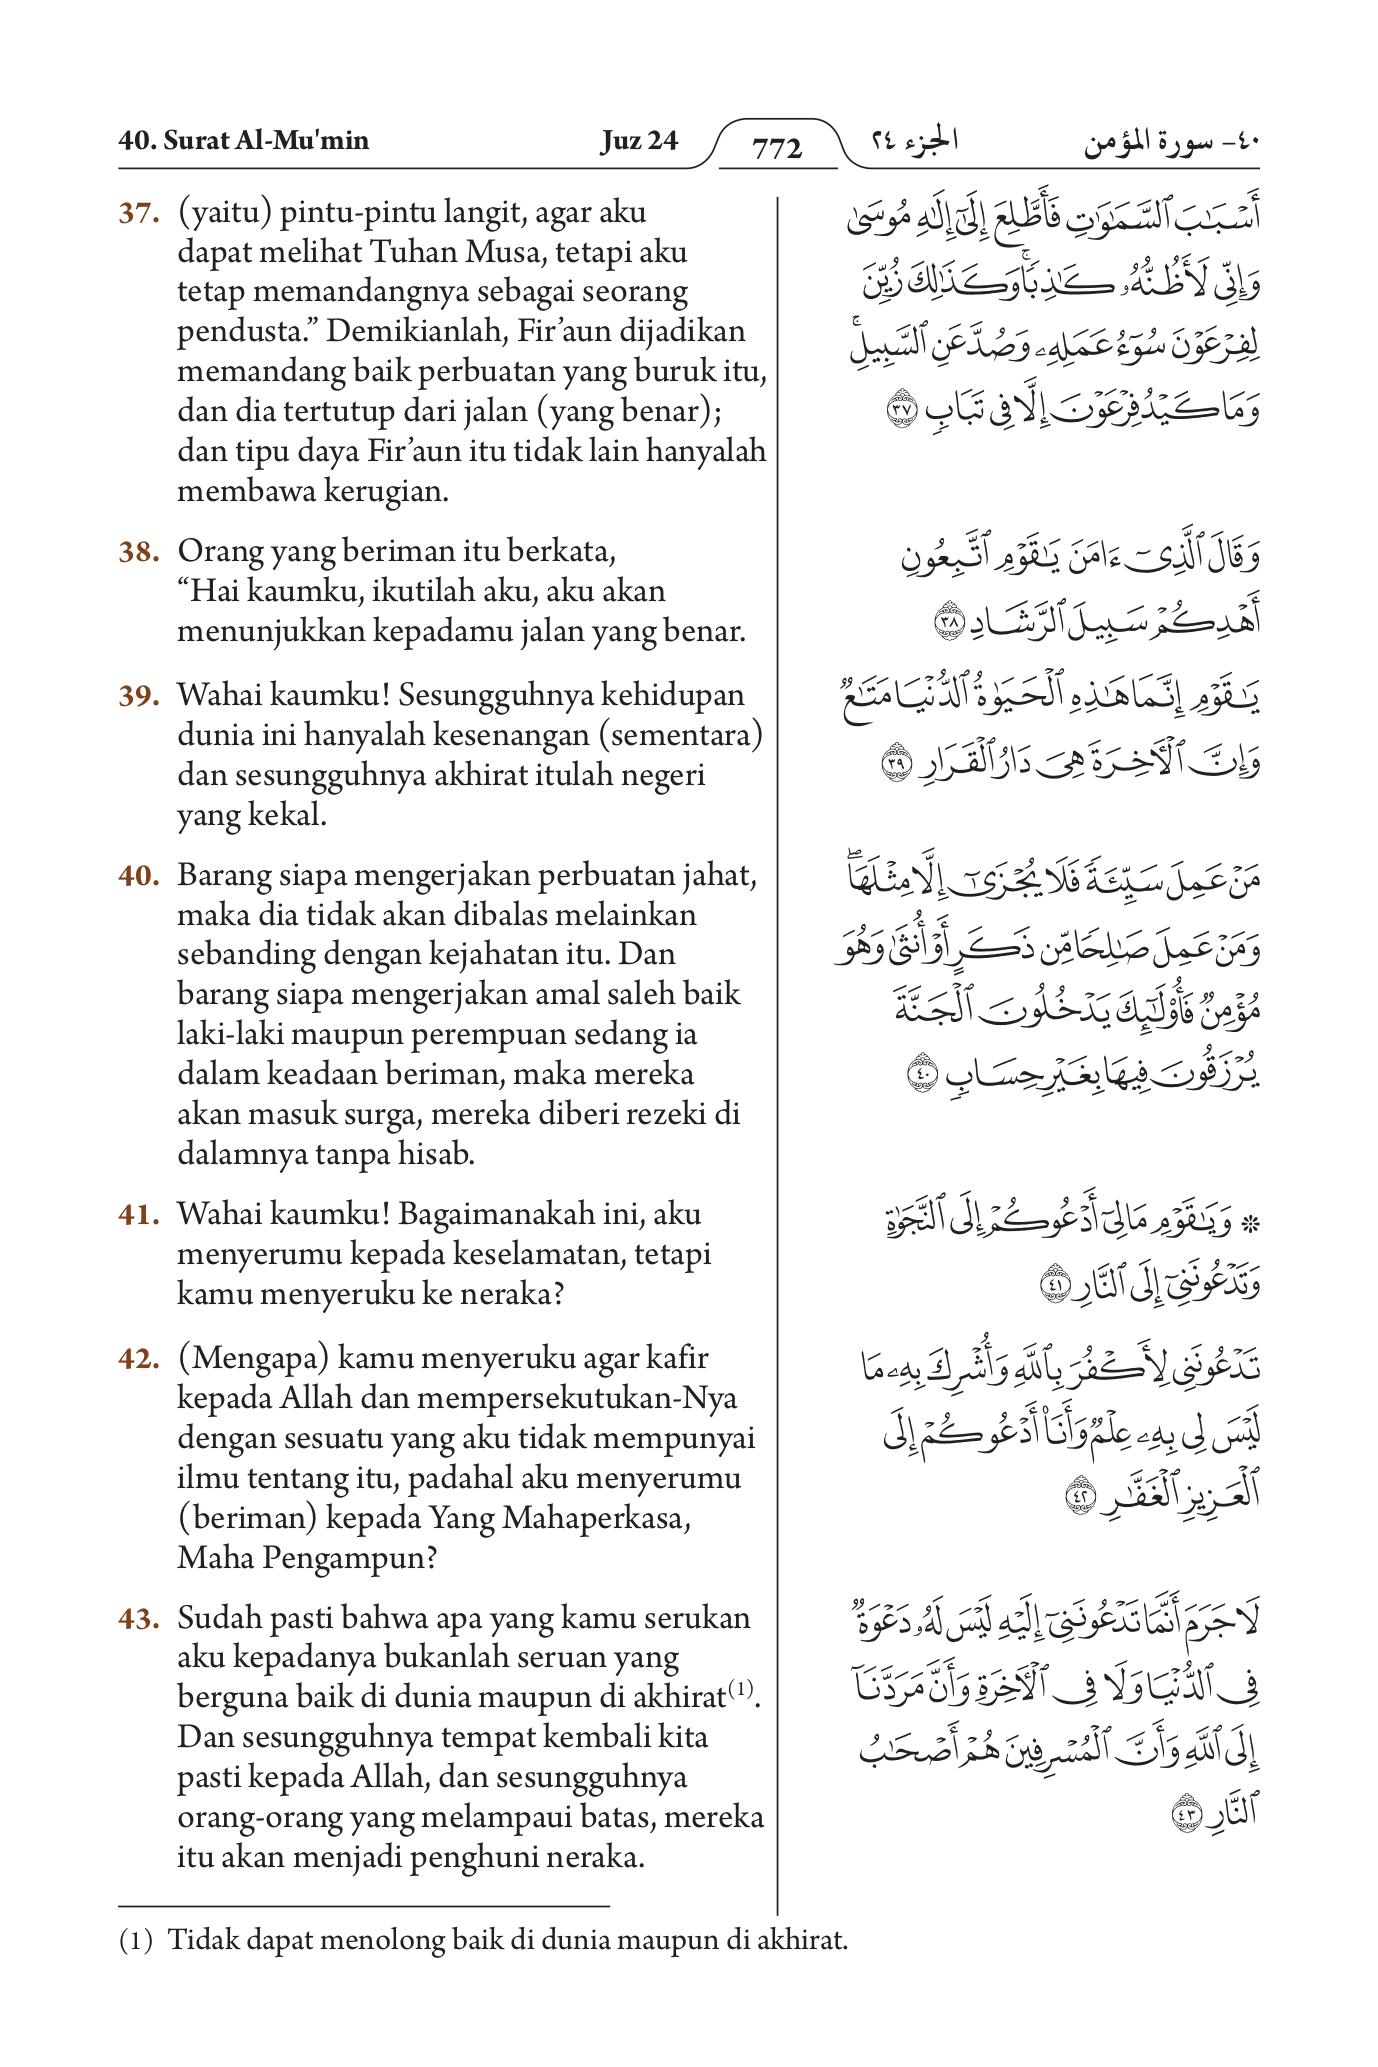 40. Surat Al-Mu'min
Juz 24
772
الجزء ٢٤
٤٠- سورة المؤمن
37. (yaitu) pintu-pintu langit, agar aku
dapat melihat Tuhan Musa, tetapi aku
tetap memandangnya sebagai seorang
pendusta.” Demikianlah, Fir’aun dijadikan
memandang baik perbuatan yang buruk itu,
dan dia tertutup dari jalan (yang benar);
dan tipu daya Fir’aun itu tidak lain hanyalah
membawa kerugian.
38. Orang yang beriman itu berkata,
“Hai kaumku, ikutilah aku, aku akan
menunjukkan kepadamu jalan yang benar.
39. Wahai kaumku! Sesungguhnya kehidupan
dunia ini hanyalah kesenangan (sementara)
dan sesungguhnya akhirat itulah negeri
yang kekal.
40. Barang siapa mengerjakan perbuatan jahat,
maka dia tidak akan dibalas melainkan
sebanding dengan kejahatan itu. Dan
barang siapa mengerjakan amal saleh baik
laki-laki maupun perempuan sedang ia
dalam keadaan beriman, maka mereka
akan masuk surga, mereka diberi rezeki di
dalamnya tanpa hisab.
41. Wahai kaumku! Bagaimanakah ini, aku
menyerumu kepada keselamatan, tetapi
kamu menyeruku ke neraka?
42. (Mengapa) kamu menyeruku agar kafir
kepada Allah dan mempersekutukan-Nya
dengan sesuatu yang aku tidak mempunyai
ilmu tentang itu, padahal aku menyerumu
(beriman) kepada Yang Mahaperkasa,
Maha Pengampun?
43. Sudah pasti bahwa apa yang kamu serukan
aku kepadanya bukanlah seruan yang
berguna baik di dunia maupun di akhirat(1).
Dan sesungguhnya tempat kembali kita
pasti kepada Allah, dan sesungguhnya
orang-orang yang melampaui batas, mereka
itu akan menjadi penghuni neraka.
أَسْبَٰبَ ٱلسَّمَٰوَٰتِ فَأَطَّلِعَ إِلَىٰٓ إِلَٰهِ مُوسَىٰ
وَإِنِّى لَأَظُنُّهُۥ كَٰذِبًا ۚ وَكَذَٰلِكَ زُيِّنَ
لِفِرْعَوْنَ سُوٓءُ عَمَلِهِۦ وَصُدَّ عَنِ ٱلسَّبِيلِ ۚ
وَمَا كَيْدُ فِرْعَوْنَ إِلَّا فِى تَبَابٍ ٣٧
وَقَالَ ٱلَّذِىٓ ءَامَنَ يَٰقَوْمِ ٱتَّبِعُونِ
أَهْدِكُمْ سَبِيلَ ٱلرَّشَادِ ٣٨
يَٰقَوْمِ إِنَّمَا هَٰذِهِ ٱلْحَيَوٰةُ ٱلدُّنْيَا مَتَٰعٌ
وَإِنَّ ٱلْأَخِرَةَ هِىَ دَارُ ٱلْقَرَارِ ٣٩
مَنْ عَمِلَ سَيِّئَةً فَلَا يُجْزَىٰٓ إِلَّا مِثْلَهَا ۖ
وَمَنْ عَمِلَ صَٰلِحًا مِّن ذَكَرٍ أَوْ أُنثَىٰ وَهُوَ
مُؤْمِنٌ فَأُو۟لَٰٓئِكَ يَدْخُلُونَ ٱلْجَنَّةَ
يُرْزَقُونَ فِيهَا بِغَيْرِ حِسَابٍ ٤٠
۞ وَيَٰقَوْمِ مَا لِىٓ أَدْعُوكُمْ إِلَى ٱلنَّجَوٰةِ
وَتَدْعُونَنِىٓ إِلَى ٱلنَّارِ ٤١
تَدْعُونَنِى لِأَكْفُرَ بِٱللَّهِ وَأُشْرِكَ بِهِۦ مَا
لَيْسَ لِى بِهِۦ عِلْمٌ وَأَنَا۠ أَدْعُوكُمْ إِلَى
ٱلْعَزِيزِ ٱلْغَفَّٰرِ ٤٢
لَا جَرَمَ أَنَّمَا تَدْعُونَنِىٓ إِلَيْهِ لَيْسَ لَهُۥ دَعْوَةٌ
فِى ٱلدُّنْيَا وَلَا فِى ٱلْأَخِرَةِ وَأَنَّ مَرَدَّنَآ
إِلَى ٱللَّهِ وَأَنَّ ٱلْمُسْرِفِينَ هُمْ أَصْحَٰبُ
ٱلنَّارِ ٤٣
(1) Tidak dapat menolong baik di dunia maupun di akhirat.